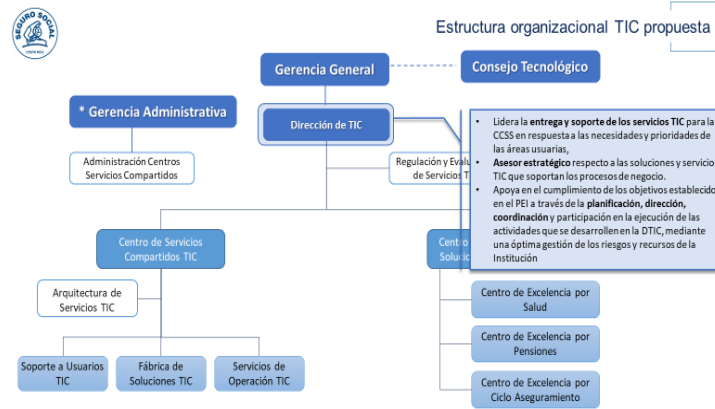 SEGURO SOCIAL
COSTA RICA
Estructura organizacional TIC propuesta
Gerencia General
Consejo Tecnológico
* Gerencia Administrativa
Dirección de TIC
Administración Centros
Servicios Compartidos
Regulación y Evalu
de Servicios T
• Lidera la entrega y soporte de los servicios TIC para la
CCSS en respuesta a las necesidades y prioridades de
las áreas usuarias,
• Asesor estratégico respecto a las soluciones y servicio
TIC que soportan los procesos de negocio.
• Apoya en el cumplimiento de los objetivos establecido
en el PEI a través de la planificación, dirección,
coordinación y participación en la ejecución de las
actividades que se desarrollen en la DTIC, mediante
una óptima gestión de los riesgos y recursos de la
Institución
Centro de Servicios
Compartidos TIC
Centro
Soluci
Arquitectura de
Servicios TIC
Centro de Excelencia por
Salud
Centro de Excelencia por
Pensiones
Centro de Excelencia por
Ciclo Aseguramiento
Soporte a Usuarios
TIC
Fábrica de
Soluciones TIC
Servicios de
Operación TIC